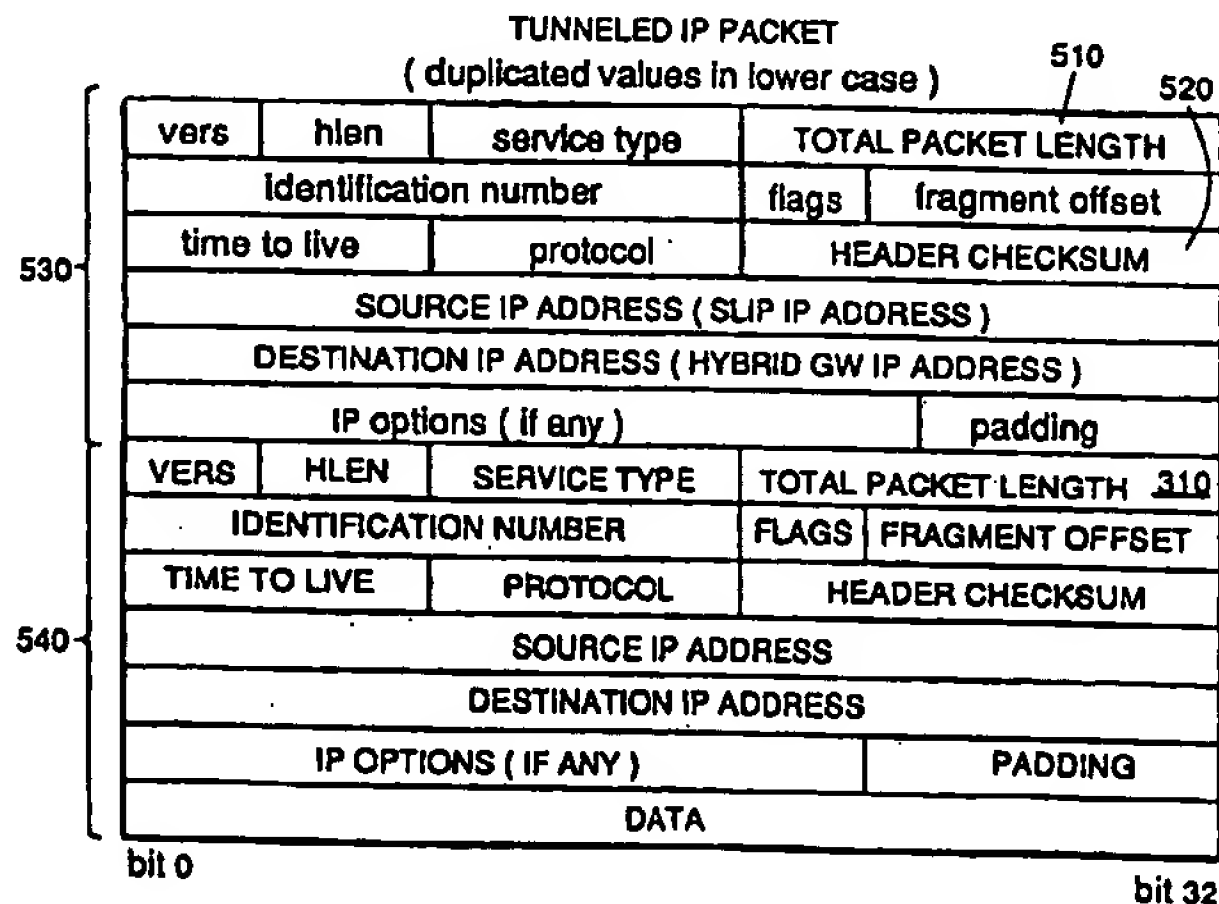 TUNNELED IP PACKET
( duplicated values in lower case )
510
520
vers hlen service type TOTAL PACKET LENGTH
identification number flags fragment offset
time to live protocol HEADER CHECKSUM
530
SOURCE IP ADDRESS ( SLIP IP ADDRESS )
DESTINATION IP ADDRESS ( HYBRID GW IP ADDRESS )
IP options ( if any ) padding
VERS HLEN SERVICE TYPE TOTAL PACKET LENGTH 310
IDENTIFICATION NUMBER FLAGS FRAGMENT OFFSET
TIME TO LIVE PROTOCOL HEADER CHECKSUM
540
SOURCE IP ADDRESS
DESTINATION IP ADDRESS
IP OPTIONS ( IF ANY ) PADDING
DATA
bit 0
bit 32